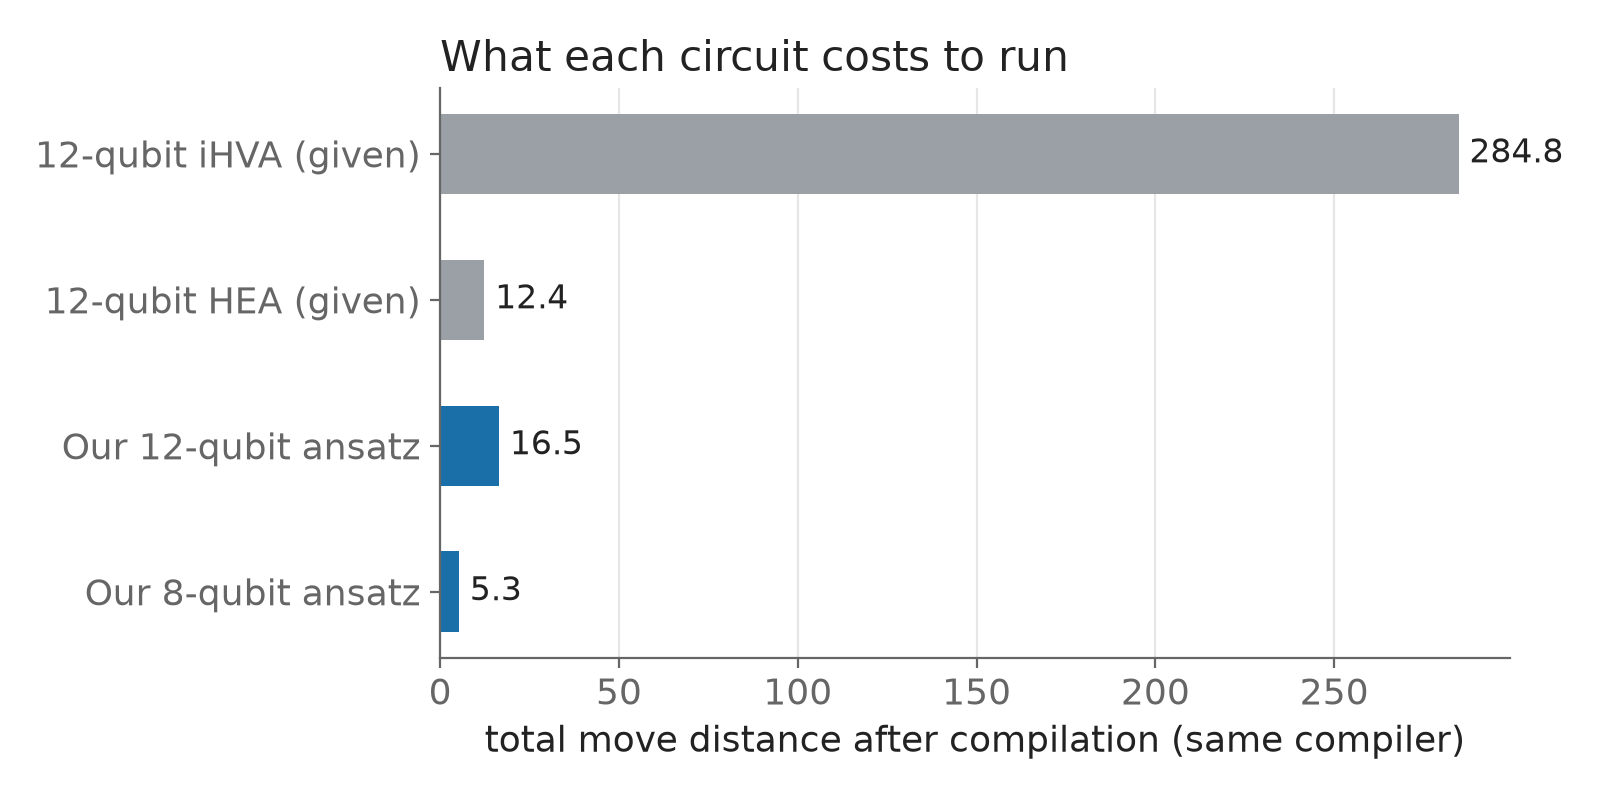 What each circuit costs to run
12-qubit iHVA (given)
284.8
12-qubit HEA (given)
12.4
Our 12-qubit ansatz
16.5
Our 8-qubit ansatz
5.3
0 50 100 150 200 250
total move distance after compilation (same compiler)